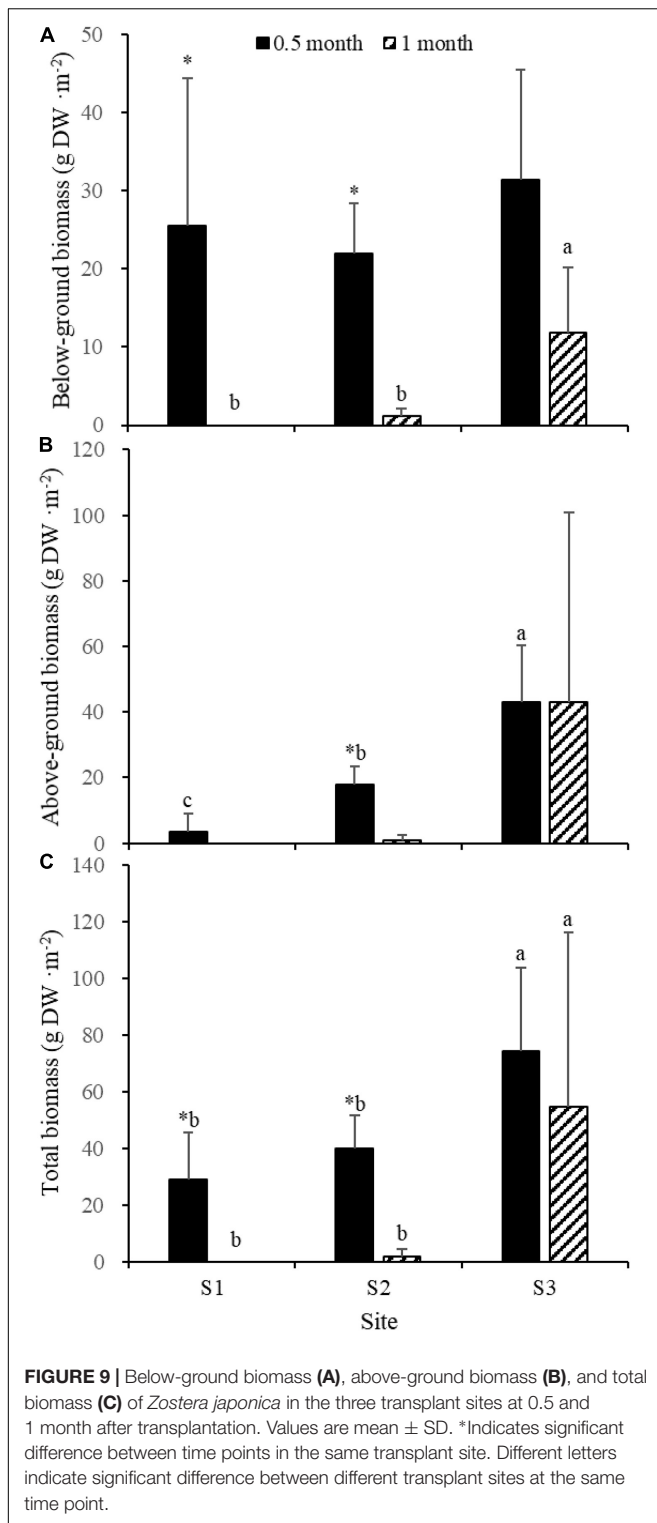 A
0.5 month 1 month
Below-ground biomass (g DW ·m-2)
50
40
30
20
10
0
* * a
b b
B
Above-ground biomass (g DW ·m-2)
120
100
80
60
40
20
0
c *b a
C
Total biomass (g DW ·m-2)
140
120
100
80
60
40
20
0
*b b *b b a a
S1 S2 S3
Site
FIGURE 9 | Below-ground biomass (A), above-ground biomass (B), and total
biomass (C) of Zostera japonica in the three transplant sites at 0.5 and
1 month after transplantation. Values are mean ± SD. *Indicates significant
difference between time points in the same transplant site. Different letters
indicate significant difference between different transplant sites at the same
time point.